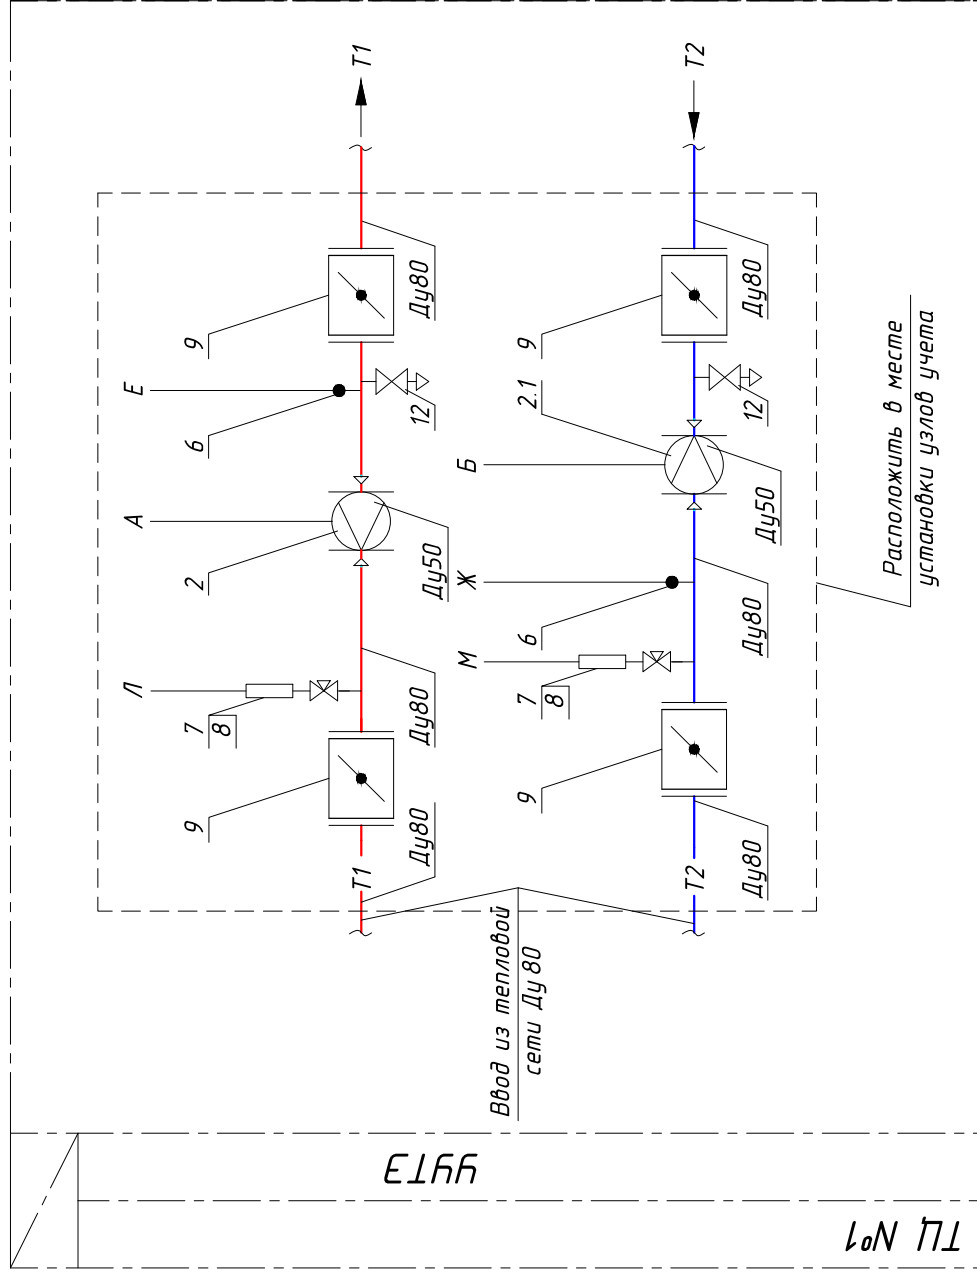 Т1
Т2
Ду80
9
Е
6
12
А
2
Ду50
Л
7
8
Ду80
9
Ду80
Т1
Ду80
9
2.1
12
Б
Ду50
Ж
6
Ду80
М
7
8
9
Ду80
Т2
Расположить в месте
установки узлов учета
Ввод из тепловой
сети Ду 80
УУТЭ
ТЦ №1